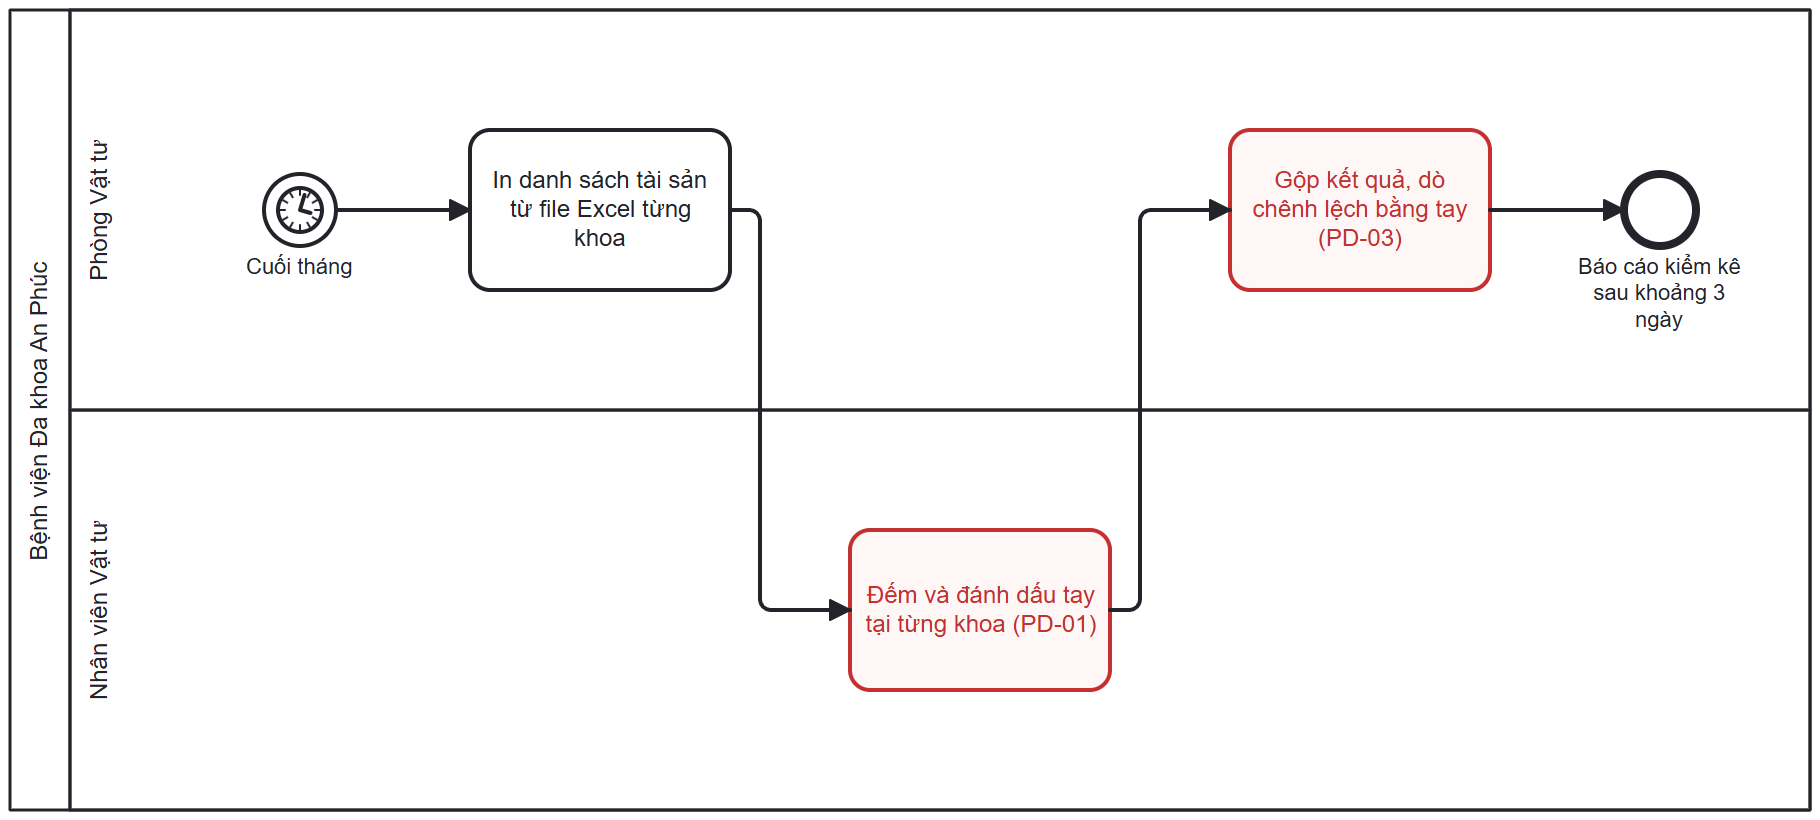 Bệnh viện Đa khoa An Phúc
Phòng Vật tư
Cuối tháng
In danh sách tài sản
từ file Excel từng
khoa
Gộp kết quả, dò
chênh lệch bằng tay
(PD-03)
Báo cáo kiểm kê
sau khoảng 3
ngày
Nhân viên Vật tư
Đếm và đánh dấu tay
tại từng khoa (PD-01)